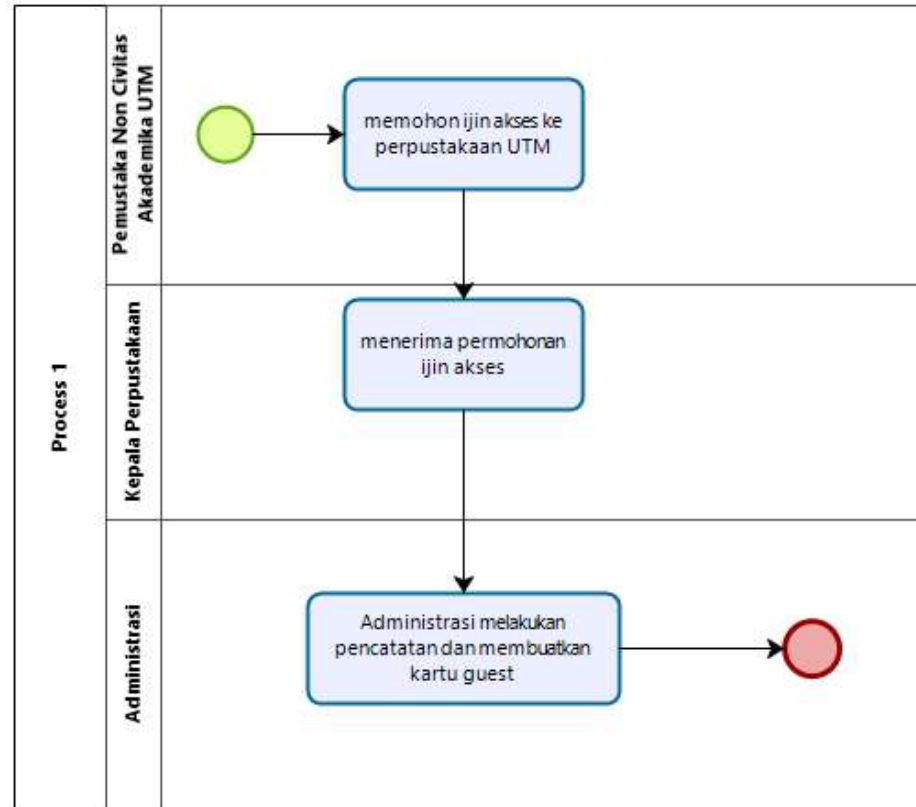 Process 1
Pemustaka Non Civitas
Akademika UTM
memohon ijin akses ke
perpustakaan UTM
Kepala Perpustakaan
menerima permohonan
ijin akses
Administrasi
Administrasi melakukan
pencatatan dan membuatkan
kartu guest